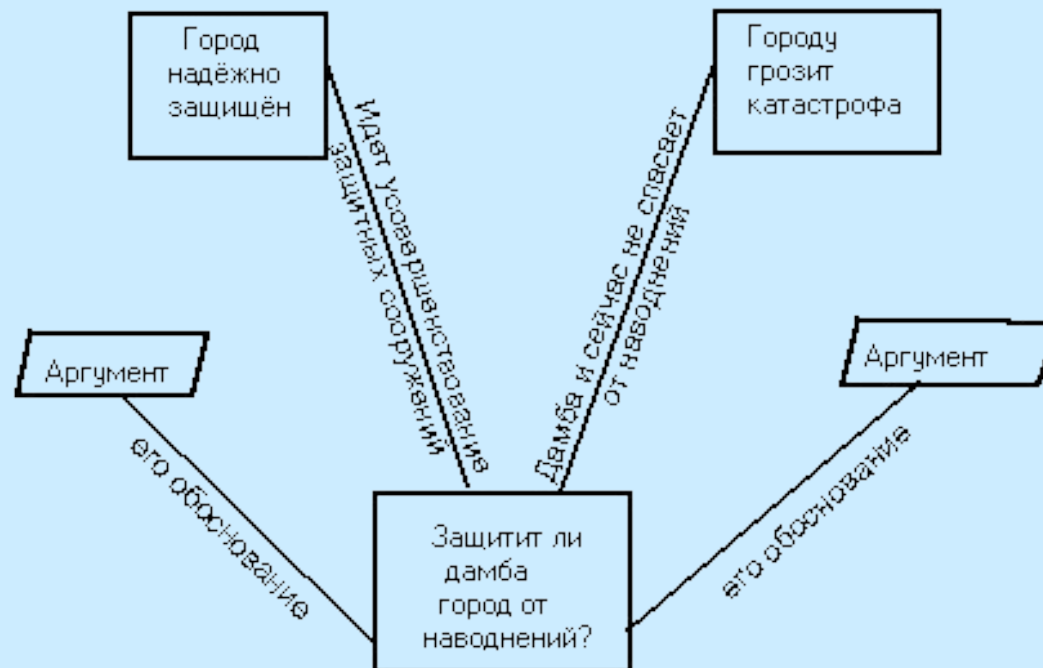 Город
надёжно
защищён
Городу
грозит
катастрофа
Идет усоаершенствоаание
защитных сооружений
Дамба и сейчас не спасает
от наводнений
Аргумент
Аргумент
его обоснование
его обоснование
Защитит ли
дамба
город от
наводнений?